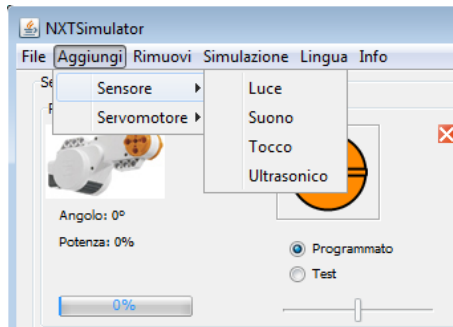 NXTSimulator
File Aggiungi Rimuovi Simulazione Lingua Info
Sensore
Servomotore
Luce
Suono
Tocco
Ultrasonico
Angolo: 0º
Potenza: 0%
Programmato
Test
0%